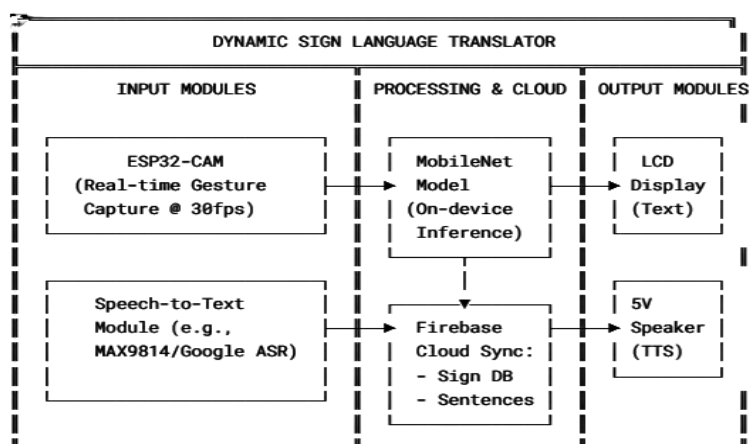 DYNAMIC SIGN LANGUAGE TRANSLATOR
INPUT MODULES
PROCESSING & CLOUD
OUTPUT MODULES
ESP32-CAM
(Real-time Gesture
Capture @ 30fps)
MobileNet
Model
(On-device
Inference)
LCD
Display
(Text)
Speech-to-Text
Module (e.g.,
MAX9814/Google ASR)
Firebase
Cloud Sync:
- Sign DB
- Sentences
5V
Speaker
(TTS)